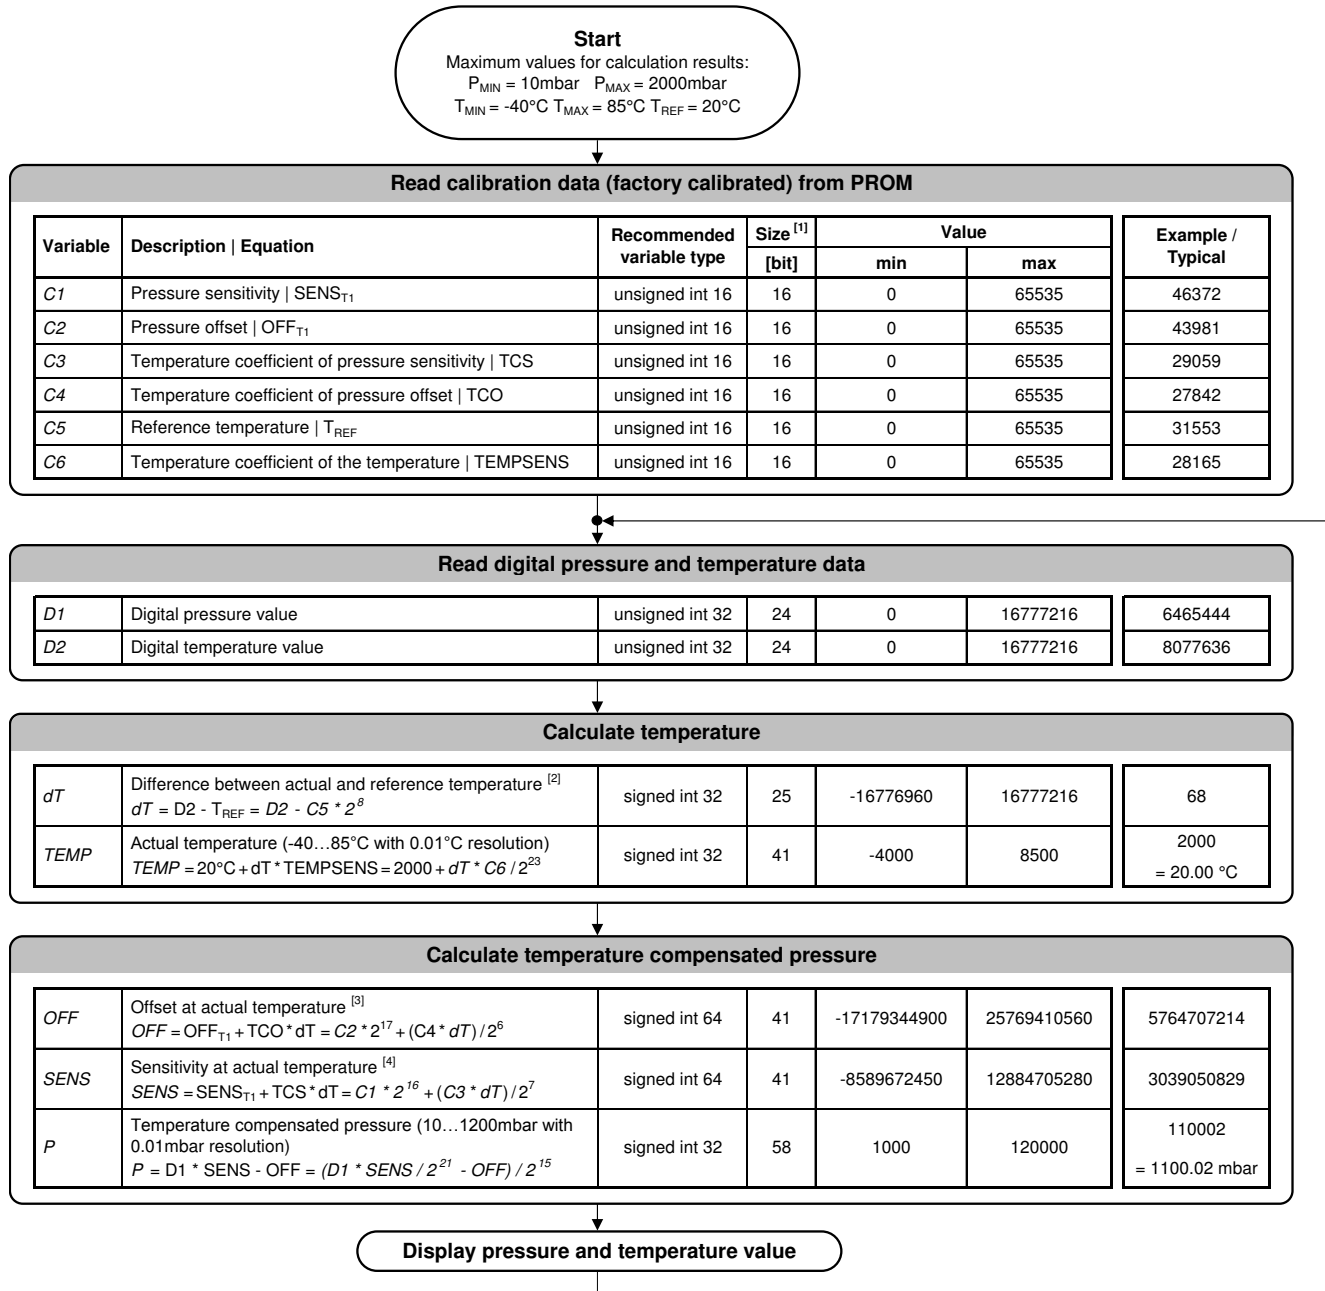 Start
Maximum values for calculation results:
P_MIN = 10mbar P_MAX = 2000mbar
T_MIN = -40°C T_MAX = 85°C T_REF = 20°C
Read calibration data (factory calibrated) from PROM
Variable | Description | Equation | Recommended variable type | Size [1] [bit] | Value min | max | Example / Typical
C1 | Pressure sensitivity | SENS_T1 | unsigned int 16 | 16 | 0 | 65535 | 46372
C2 | Pressure offset | OFF_T1 | unsigned int 16 | 16 | 0 | 65535 | 43981
C3 | Temperature coefficient of pressure sensitivity | TCS | unsigned int 16 | 16 | 0 | 65535 | 29059
C4 | Temperature coefficient of pressure offset | TCO | unsigned int 16 | 16 | 0 | 65535 | 27842
C5 | Reference temperature | T_REF | unsigned int 16 | 16 | 0 | 65535 | 31553
C6 | Temperature coefficient of the temperature | TEMPSENS | unsigned int 16 | 16 | 0 | 65535 | 28165
Read digital pressure and temperature data
D1 | Digital pressure value | unsigned int 32 | 24 | 0 | 16777216 | 6465444
D2 | Digital temperature value | unsigned int 32 | 24 | 0 | 16777216 | 8077636
Calculate temperature
dT | Difference between actual and reference temperature [2]
dT = D2 - T_REF = D2 - C5 * 2^8 | signed int 32 | 25 | -16776960 | 16777216 | 68
TEMP | Actual temperature (-40…85°C with 0.01°C resolution)
TEMP = 20°C + dT * TEMPSENS = 2000 + dT * C6 / 2^23 | signed int 32 | 41 | -4000 | 8500 | 2000
= 20.00 °C
Calculate temperature compensated pressure
OFF | Offset at actual temperature [3]
OFF = OFF_T1 + TCO * dT = C2 * 2^17 + (C4 * dT) / 2^6 | signed int 64 | 41 | -17179344900 | 25769410560 | 5764707214
SENS | Sensitivity at actual temperature [4]
SENS = SENS_T1 + TCS * dT = C1 * 2^16 + (C3 * dT) / 2^7 | signed int 64 | 41 | -8589672450 | 12884705280 | 3039050829
P | Temperature compensated pressure (10…1200mbar with
0.01mbar resolution)
P = D1 * SENS - OFF = (D1 * SENS / 2^21 - OFF) / 2^15 | signed int 32 | 58 | 1000 | 120000 | 110002
= 1100.02 mbar
Display pressure and temperature value